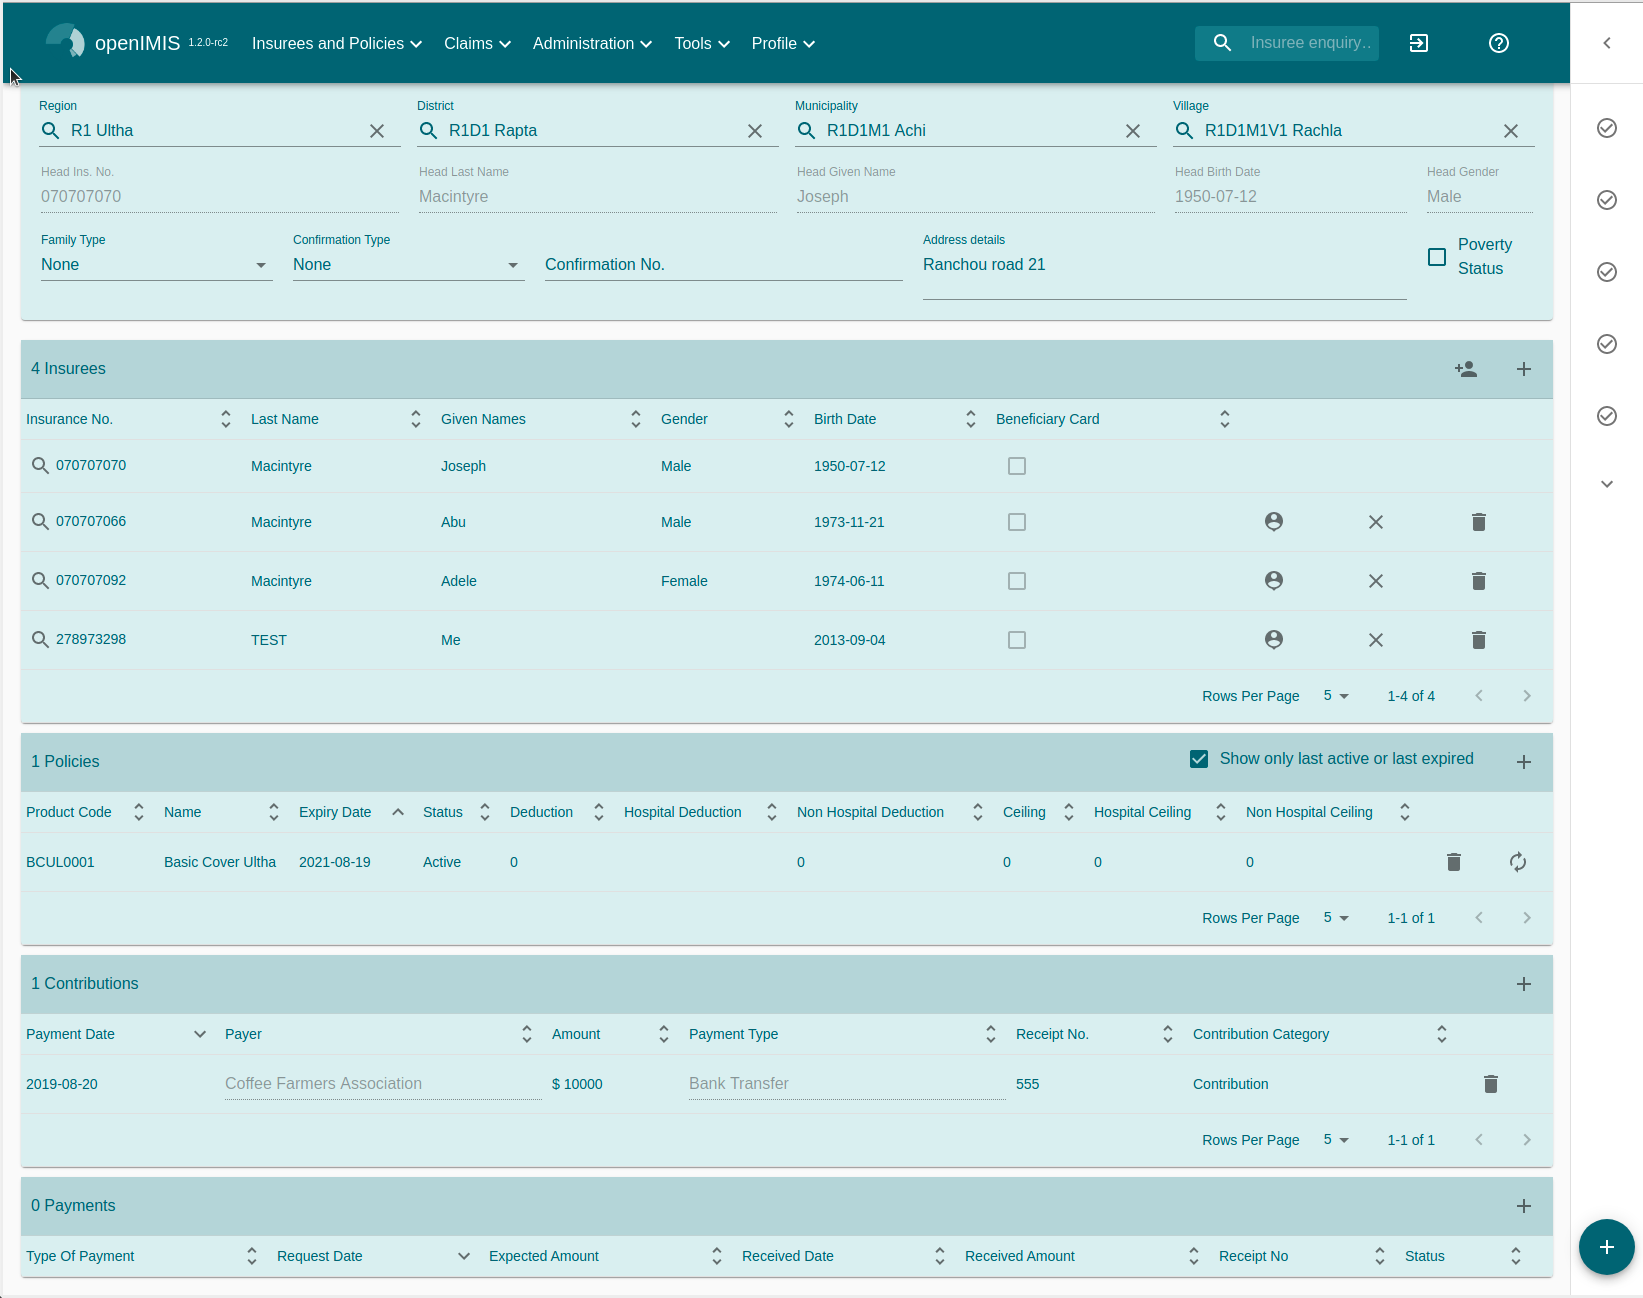 openIMIS 1.2.0-rc2 Insurees and Policies Claims Administration Tools Profile Insuree enquiry..
Region District Municipality Village
R1 Ultha R1D1 Rapta R1D1M1 Achi R1D1M1V1 Rachla
Head Ins. No. Head Last Name Head Given Name Head Birth Date Head Gender
070707070 Macintyre Joseph 1950-07-12 Male
Family Type Confirmation Type Address details Poverty
None None Confirmation No. Ranchou road 21 Status
4 Insurees
Insurance No. Last Name Given Names Gender Birth Date Beneficiary Card
070707070 Macintyre Joseph Male 1950-07-12
070707066 Macintyre Abu Male 1973-11-21
070707092 Macintyre Adele Female 1974-06-11
278973298 TEST Me 2013-09-04
Rows Per Page 5 1-4 of 4
1 Policies Show only last active or last expired
Product Code Name Expiry Date Status Deduction Hospital Deduction Non Hospital Deduction Ceiling Hospital Ceiling Non Hospital Ceiling
BCUL0001 Basic Cover Ultha 2021-08-19 Active 0 0 0 0 0
Rows Per Page 5 1-1 of 1
1 Contributions
Payment Date Payer Amount Payment Type Receipt No. Contribution Category
2019-08-20 Coffee Farmers Association $ 10000 Bank Transfer 555 Contribution
Rows Per Page 5 1-1 of 1
0 Payments
Type Of Payment Request Date Expected Amount Received Date Received Amount Receipt No Status